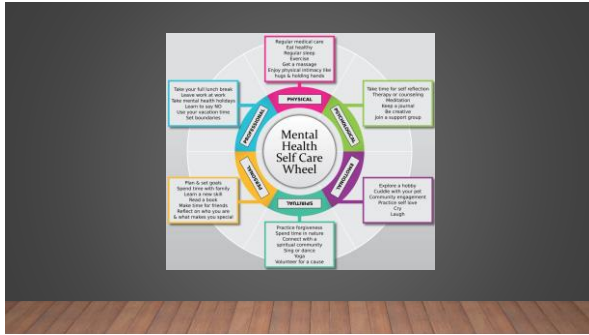 Regular medical care
Eat healthy
Regular sleep
Exercise
Get a massage
Enjoy physical intimacy like
hugs & holding hands
PHYSICAL
Take your full lunch break
Leave work at work
Take mental health holidays
Learn to say NO
Use your vacation time
Set boundaries
PROFESSIONAL
Take time for self reflection
Therapy or counseling
Meditation
Keep a journal
Be creative
Join a support group
PSYCHOLOGICAL
Mental
Health
Self Care
Wheel
Plan & set goals
Spend time with family
Learn a new skill
Read a book
Make time for friends
Reflect on who you are
& what makes you special
PERSONAL
Explore a hobby
Cuddle with your pet
Community engagement
Practice self love
Cry
Laugh
EMOTIONAL
SPIRITUAL
Practice forgiveness
Spend time in nature
Connect with a
spiritual community
Sing or dance
Yoga
Volunteer for a cause